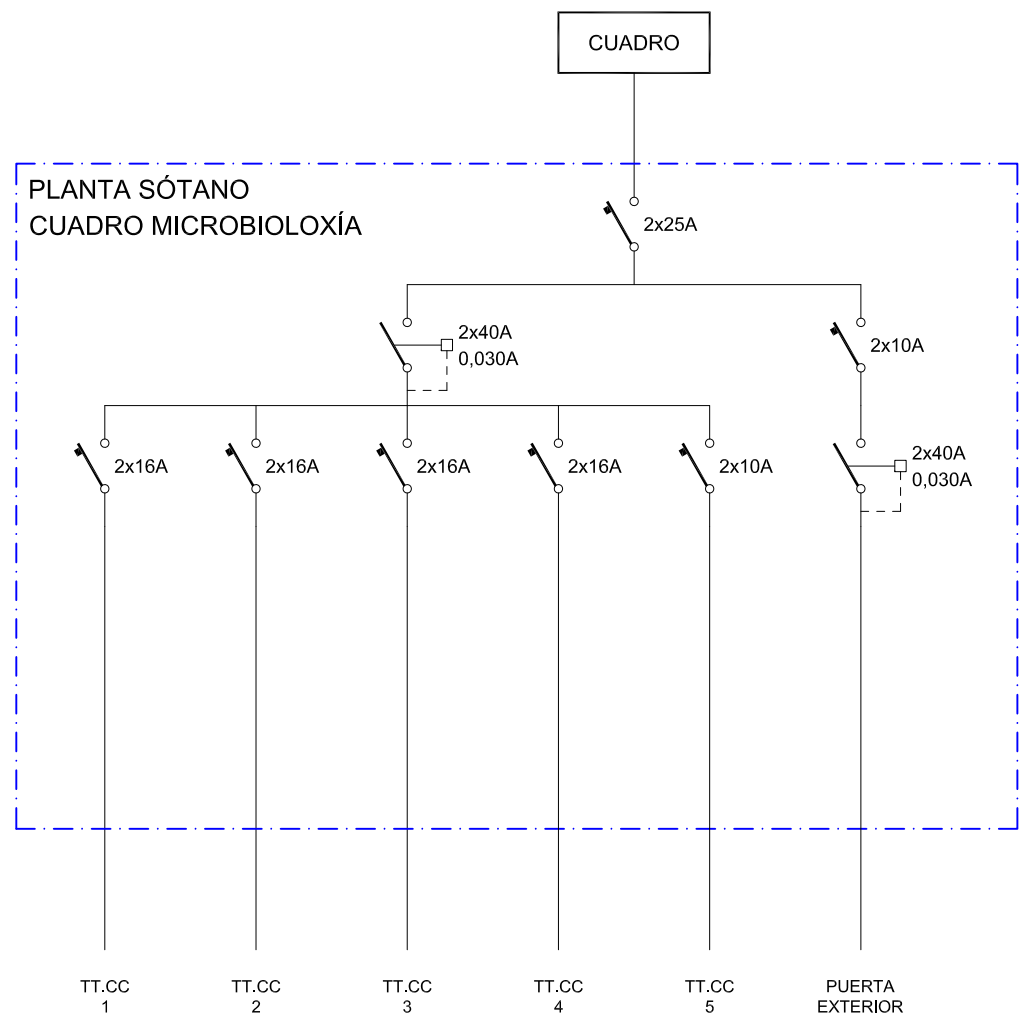 CUADRO
PLANTA SÓTANO
CUADRO MICROBIOLOXÍA
2x25A
2x40A
0,030A
2x10A
2x16A
2x16A
2x16A
2x16A
2x10A
2x40A
0,030A
TT.CC
1
TT.CC
2
TT.CC
3
TT.CC
4
TT.CC
5
PUERTA
EXTERIOR